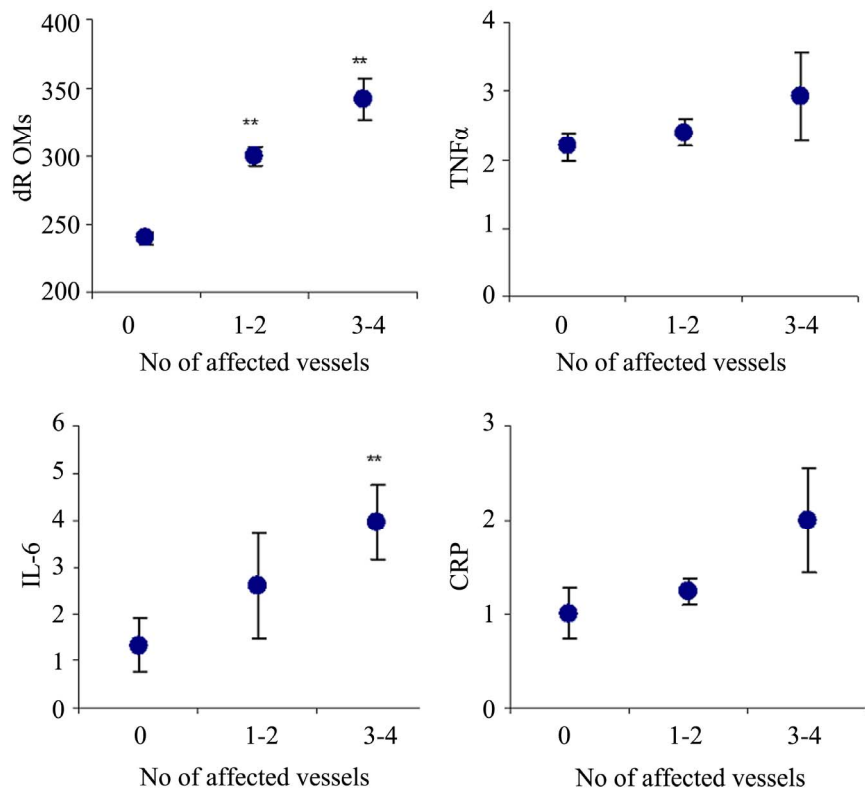 400
350
300
250
200
dR OMs
**
**
0 1-2 3-4
No of affected vessels
4
3
2
1
0
TNFα
0 1-2 3-4
No of affected vessels
6
5
4
3
2
1
0
IL-6
**
0 1-2 3-4
No of affected vessels
3
2
1
0
CRP
0 1-2 3-4
No of affected vessels